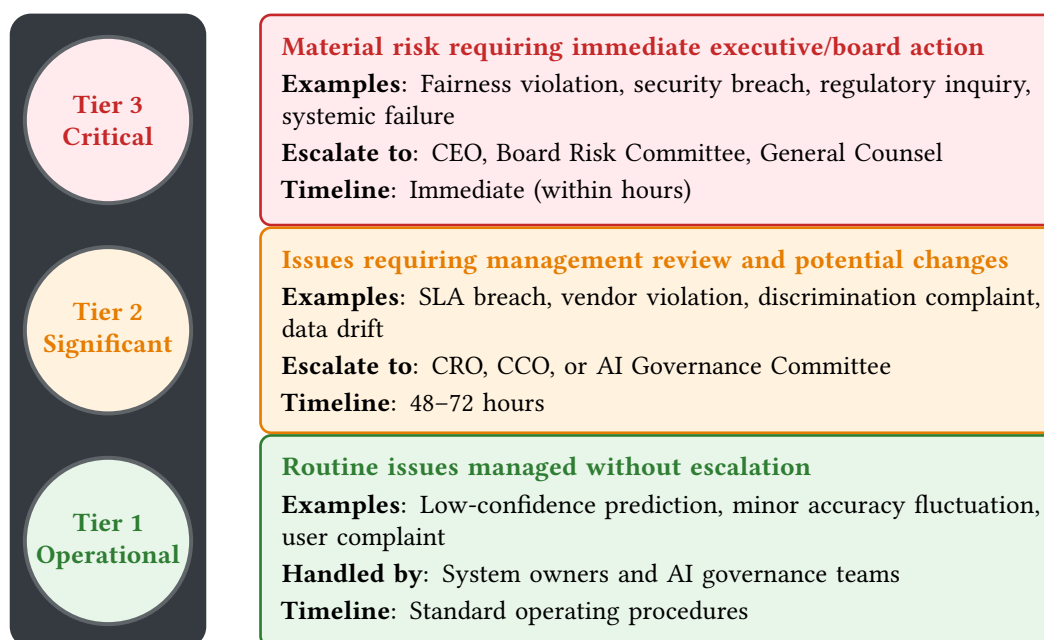 Tier 3
Critical
Material risk requiring immediate executive/board action
Examples: Fairness violation, security breach, regulatory inquiry,
systemic failure
Escalate to: CEO, Board Risk Committee, General Counsel
Timeline: Immediate (within hours)
Tier 2
Significant
Issues requiring management review and potential changes
Examples: SLA breach, vendor violation, discrimination complaint,
data drift
Escalate to: CRO, CCO, or AI Governance Committee
Timeline: 48–72 hours
Tier 1
Operational
Routine issues managed without escalation
Examples: Low-confidence prediction, minor accuracy fluctuation,
user complaint
Handled by: System owners and AI governance teams
Timeline: Standard operating procedures